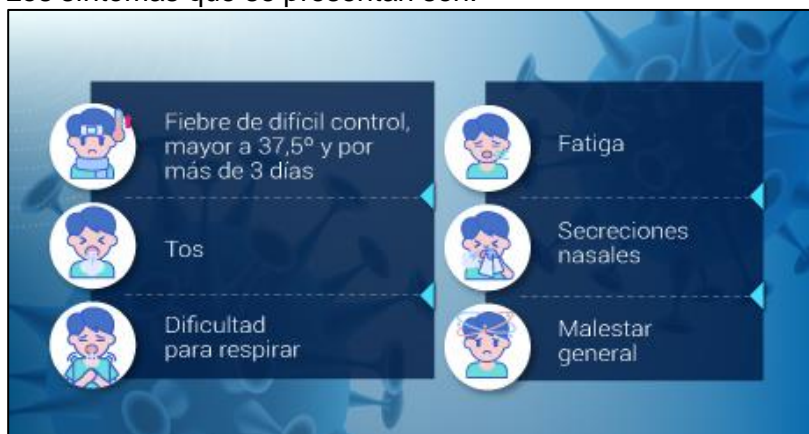 Los síntomas que se presentan son:
Fiebre de difícil control,
mayor a 37,5º y por
más de 3 días
Tos
Dificultad
para respirar
Fatiga
Secreciones
nasales
Malestar
general